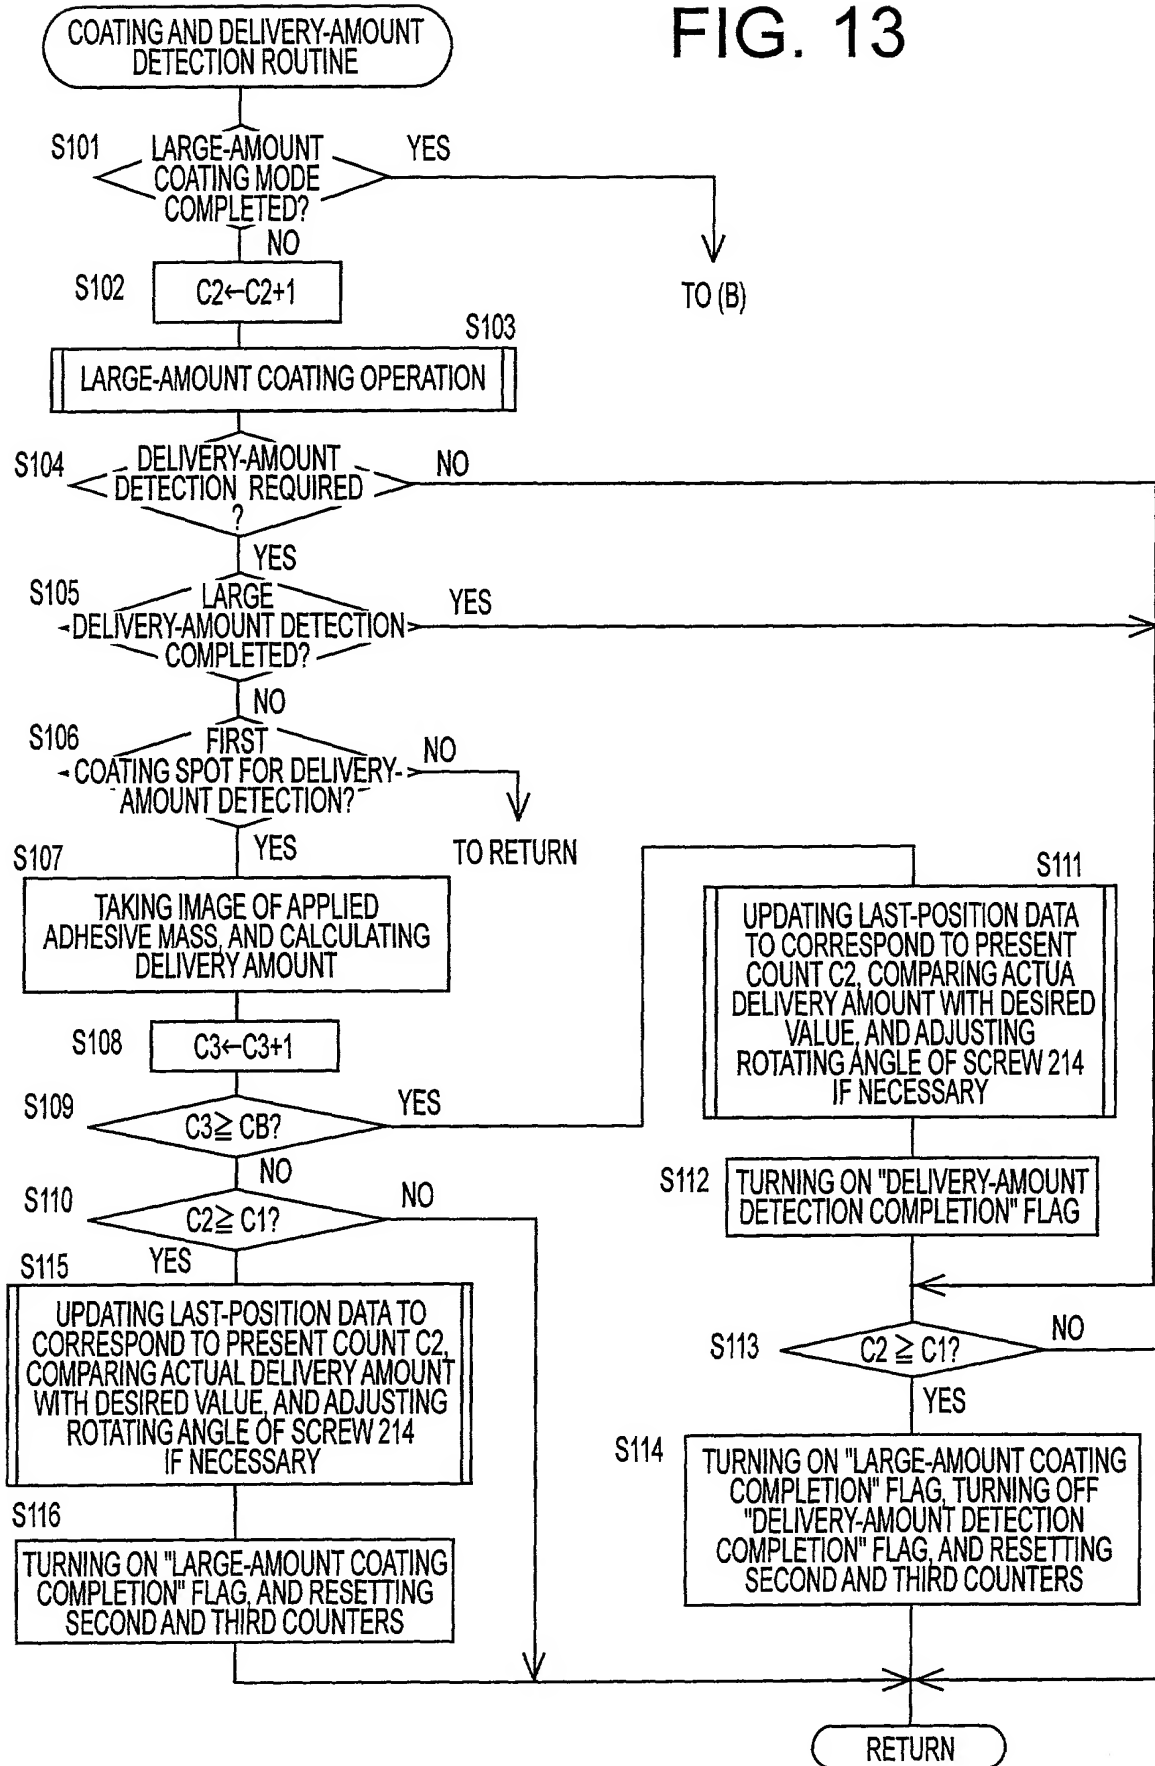 FIG. 13
COATING AND DELIVERY-AMOUNT
DETECTION ROUTINE
S101
LARGE-AMOUNT
COATING MODE
COMPLETED?
YES
NO
TO (B)
S102
C2←C2+1
S103
LARGE-AMOUNT COATING OPERATION
S104
DELIVERY-AMOUNT
DETECTION REQUIRED
?
NO
YES
S105
LARGE
DELIVERY-AMOUNT DETECTION
COMPLETED?
YES
NO
S106
FIRST
COATING SPOT FOR DELIVERY-
AMOUNT DETECTION?
NO
TO RETURN
YES
S107
TAKING IMAGE OF APPLIED
ADHESIVE MASS, AND CALCULATING
DELIVERY AMOUNT
S108
C3←C3+1
S109
C3≧ CB?
YES
NO
S110
C2≧ C1?
NO
YES
S115
UPDATING LAST-POSITION DATA TO
CORRESPOND TO PRESENT COUNT C2,
COMPARING ACTUAL DELIVERY AMOUNT
WITH DESIRED VALUE, AND ADJUSTING
ROTATING ANGLE OF SCREW 214
IF NECESSARY
S116
TURNING ON "LARGE-AMOUNT COATING
COMPLETION" FLAG, AND RESETTING
SECOND AND THIRD COUNTERS
S111
UPDATING LAST-POSITION DATA
TO CORRESPOND TO PRESENT
COUNT C2, COMPARING ACTUA
DELIVERY AMOUNT WITH DESIRED
VALUE, AND ADJUSTING
ROTATING ANGLE OF SCREW 214
IF NECESSARY
S112
TURNING ON "DELIVERY-AMOUNT
DETECTION COMPLETION" FLAG
S113
C2 ≧ C1?
NO
YES
S114
TURNING ON "LARGE-AMOUNT COATING
COMPLETION" FLAG, TURNING OFF
"DELIVERY-AMOUNT DETECTION
COMPLETION" FLAG, AND RESETTING
SECOND AND THIRD COUNTERS
RETURN